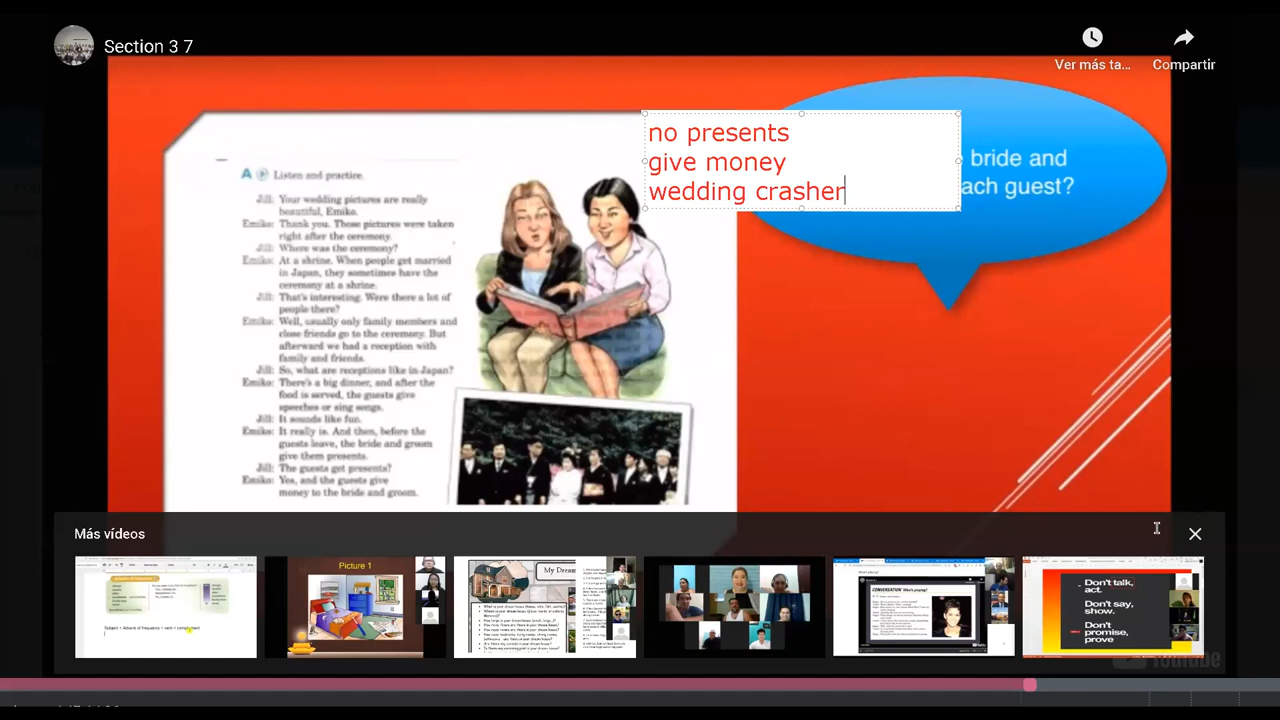 Section 3 7
Ver más ta...
Compartir
no presents
give money
wedding crasher
bride and
ach guest?
A Listen and practice.
Jill: Your wedding pictures are really
beautiful, Emiko.
Emiko: Thank you. Those pictures were taken
right after the ceremony.
Jill: Where was the ceremony?
Emiko: At a shrine. When people get married
in Japan, they sometimes have the
ceremony at a shrine.
Jill: That's interesting. Were there a lot of
people there?
Emiko: Well, usually only family members and
close friends go to the ceremony. But
afterward we had a reception with
family and friends.
Jill: So, what are receptions like in Japan?
Emiko: There's a big dinner, and after the
food is served, the guests give
speeches or sing songs.
Jill: It sounds like fun.
Emiko: It really is. And then, before the
guests leave, the bride and groom
give them presents.
Jill: The guests get presents?
Emiko: Yes, and the guests give
money to the bride and groom.
Más vídeos
Picture 1
My Dream
CONVERSATION
Don't talk,
act.
Don't say,
show.
Don't
promise,
prove
YouTube